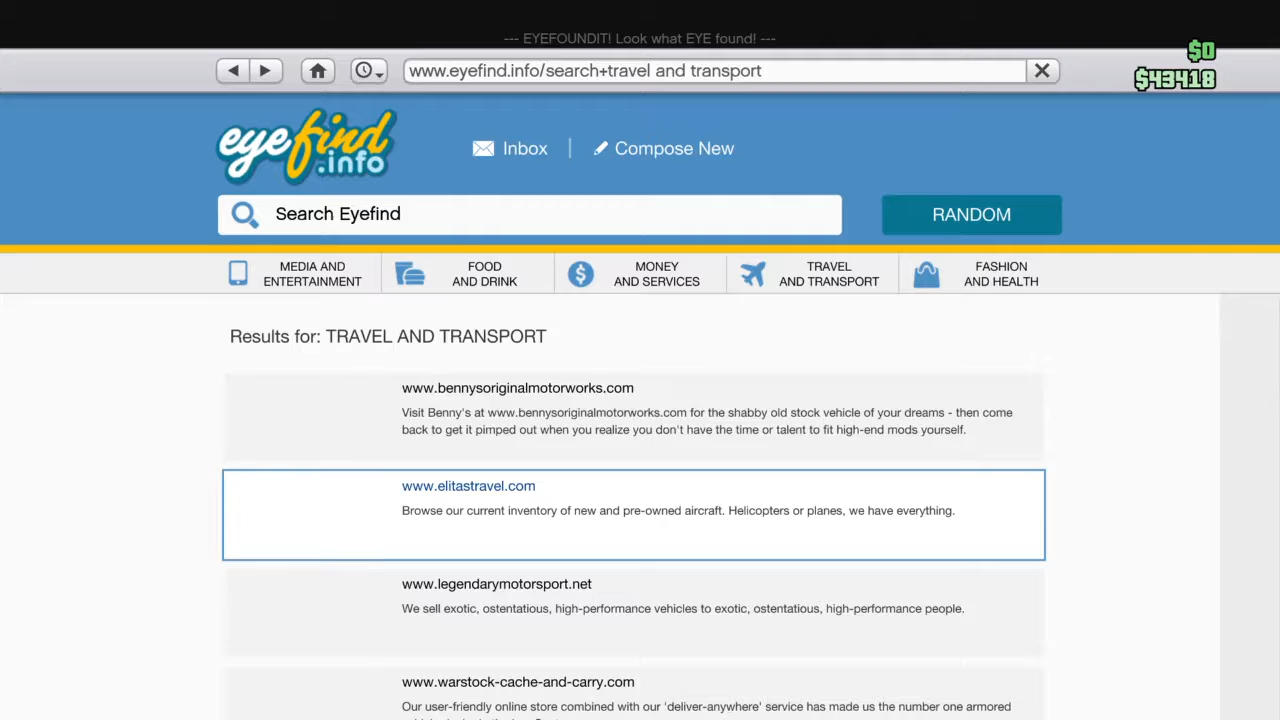 --- EYEFOUNDIT! Look what EYE found! ---
$0
www.eyefind.info/search+travel and transport
$43418
eyefind.info
Inbox | Compose New
Search Eyefind
RANDOM
MEDIA AND ENTERTAINMENT
FOOD AND DRINK
MONEY AND SERVICES
TRAVEL AND TRANSPORT
FASHION AND HEALTH
Results for: TRAVEL AND TRANSPORT
www.bennysoriginalmotorworks.com
Visit Benny's at www.bennysoriginalmotorworks.com for the shabby old stock vehicle of your dreams - then come
back to get it pimped out when you realize you don't have the time or talent to fit high-end mods yourself.
www.elitastravel.com
Browse our current inventory of new and pre-owned aircraft. Helicopters or planes, we have everything.
www.legendarymotorsport.net
We sell exotic, ostentatious, high-performance vehicles to exotic, ostentatious, high-performance people.
www.warstock-cache-and-carry.com
Our user-friendly online store combined with our 'deliver-anywhere' service has made us the number one armored